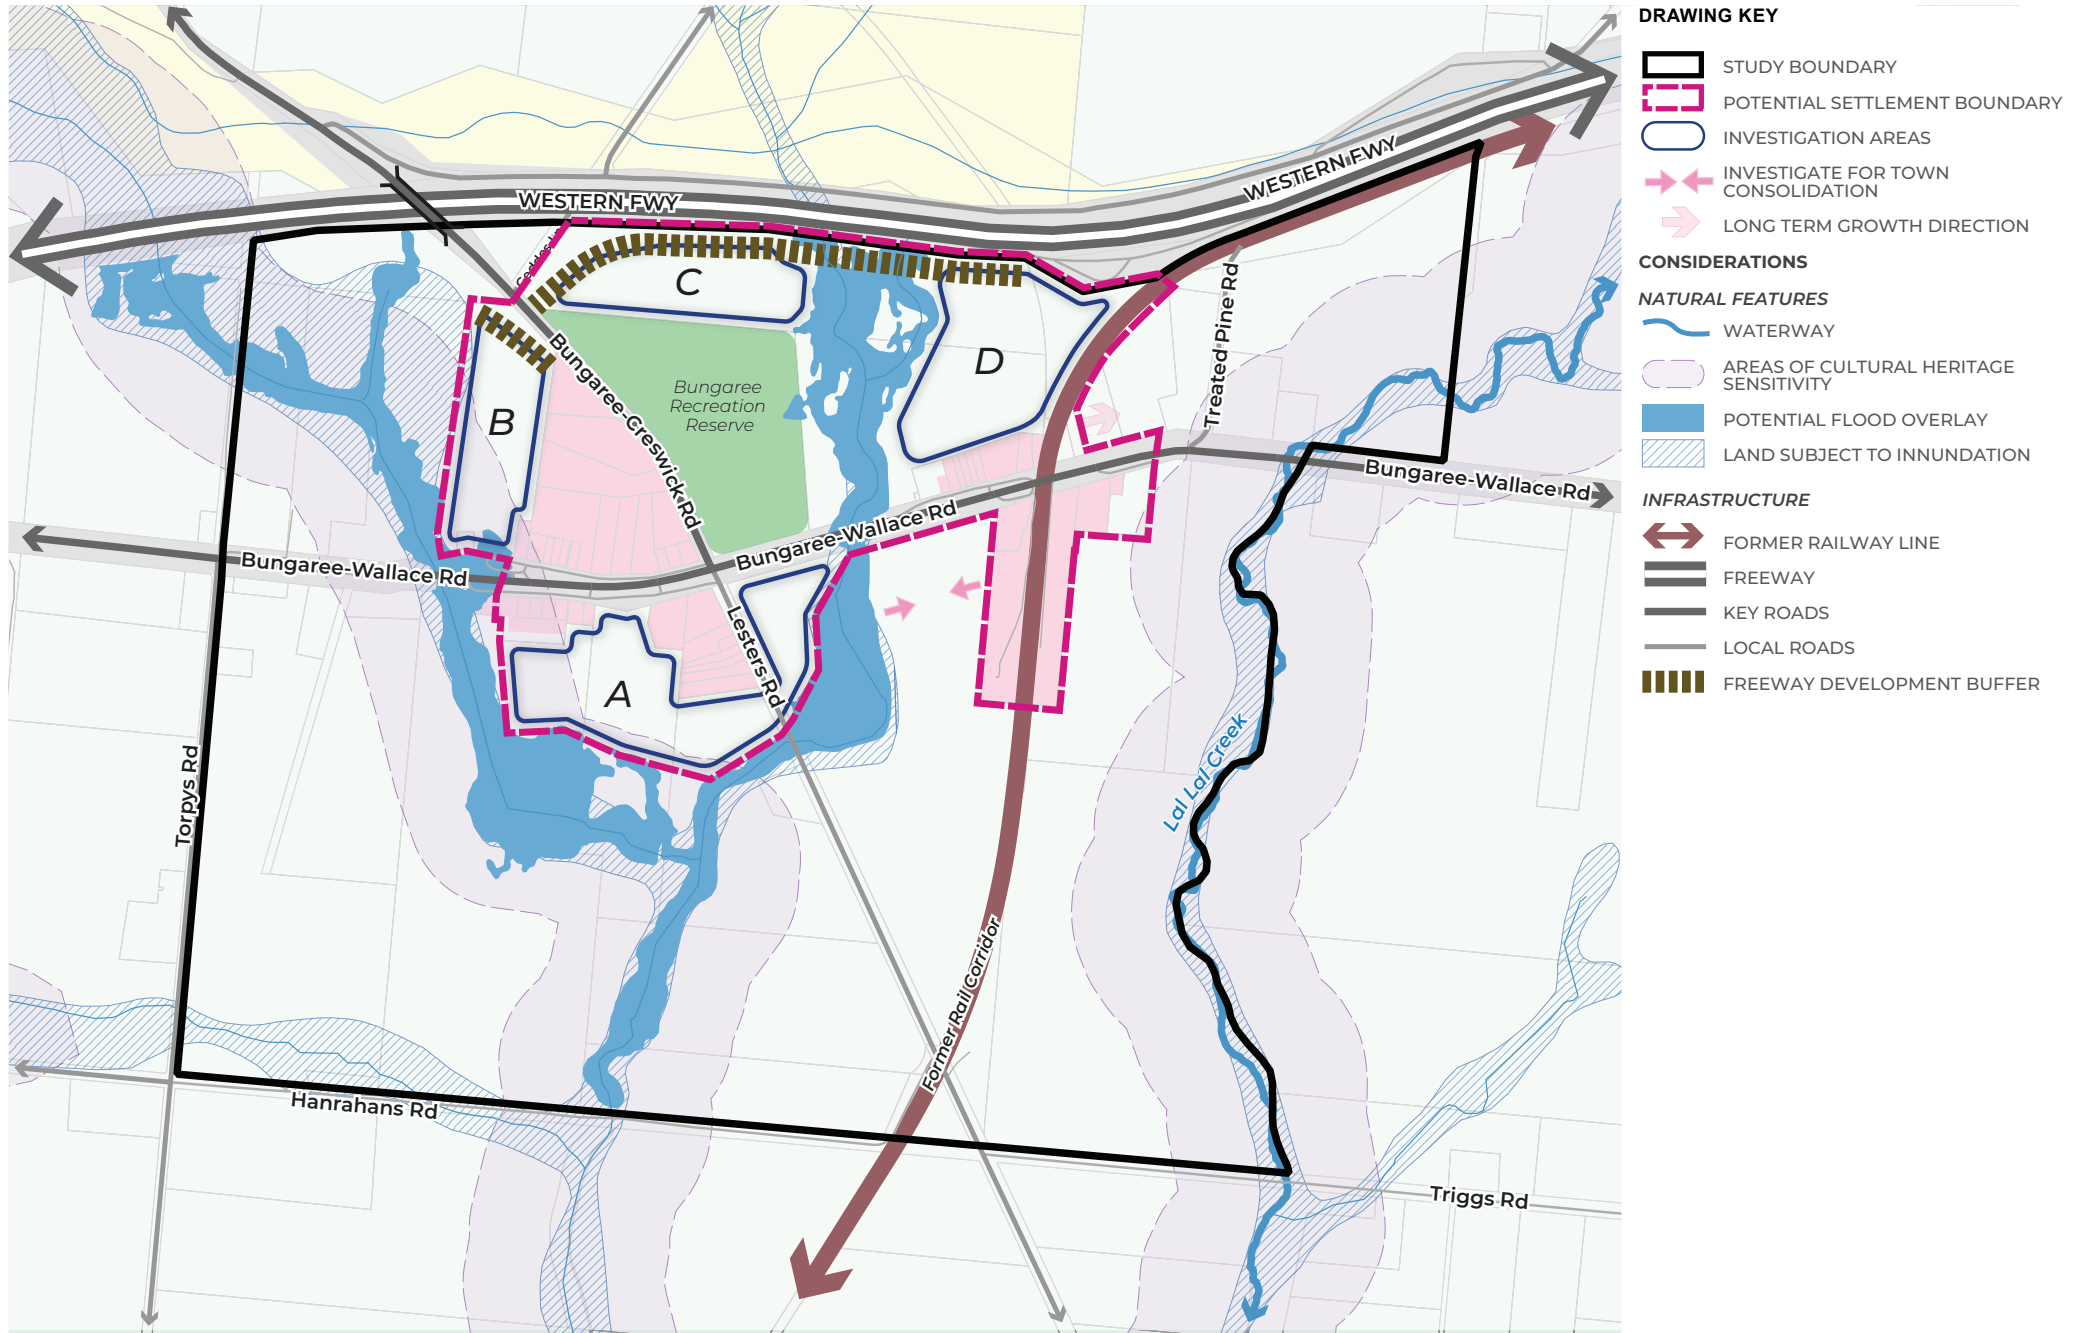 WESTERN FWY
WESTERN FWY
Geddes Ln
C
D
B
A
Bungaree
Recreation
Reserve
Bungaree-Creswick Rd
Treated Pine Rd
Bungaree-Wallace Rd
Bungaree-Wallace Rd
Bungaree-Wallace Rd
Lesters Rd
Torpys Rd
Lal Lal Creek
Former Rail Corridor
Hanrahans Rd
Triggs Rd
DRAWING KEY
STUDY BOUNDARY
POTENTIAL SETTLEMENT BOUNDARY
INVESTIGATION AREAS
INVESTIGATE FOR TOWN
CONSOLIDATION
LONG TERM GROWTH DIRECTION
CONSIDERATIONS
NATURAL FEATURES
WATERWAY
AREAS OF CULTURAL HERITAGE
SENSITIVITY
POTENTIAL FLOOD OVERLAY
LAND SUBJECT TO INNUNDATION
INFRASTRUCTURE
FORMER RAILWAY LINE
FREEWAY
KEY ROADS
LOCAL ROADS
FREEWAY DEVELOPMENT BUFFER